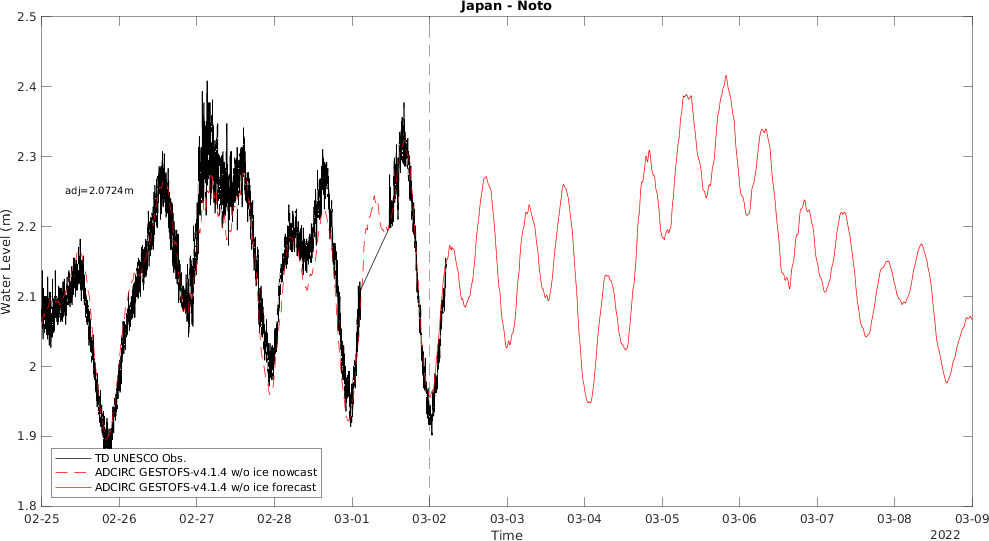 Japan - Noto
2.5
2.4
2.3
2.2
2.1
2
1.9
1.8
Water Level (m)
adj=2.0724m
TD UNESCO Obs.
ADCIRC GESTOFS-v4.1.4 w/o ice nowcast
ADCIRC GESTOFS-v4.1.4 w/o ice forecast
02-25 02-26 02-27 02-28 03-01 03-02 03-03 03-04 03-05 03-06 03-07 03-08 03-09
Time
2022